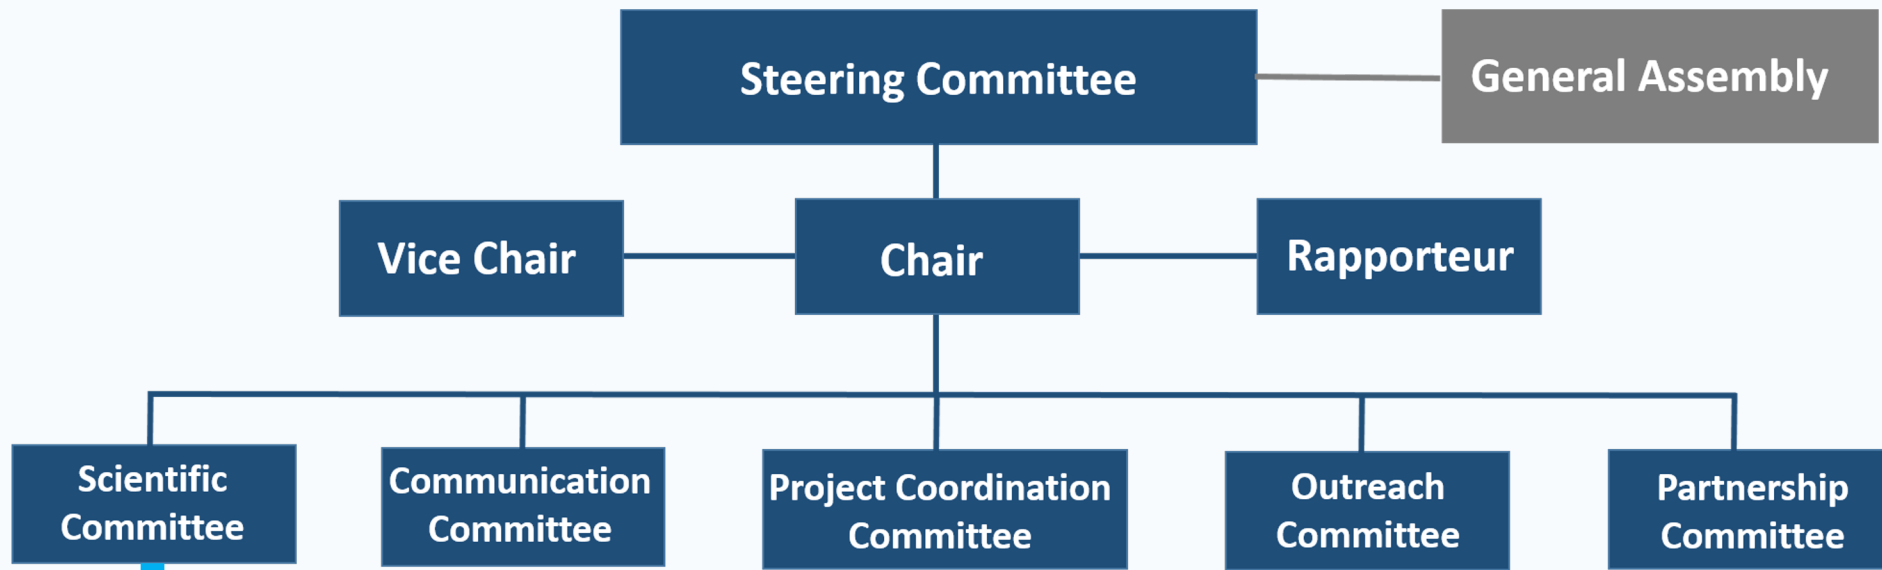 Steering Committee
General Assembly
Vice Chair
Chair
Rapporteur
Scientific
Committee
Communication
Committee
Project Coordination
Committee
Outreach
Committee
Partnership
Committee